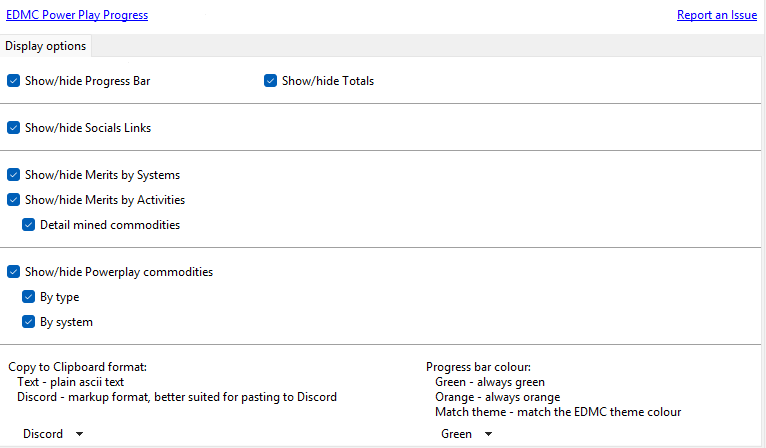 EDMC Power Play Progress Report an Issue
Display options
Show/hide Progress Bar Show/hide Totals
Show/hide Socials Links
Show/hide Merits by Systems
Show/hide Merits by Activities
Detail mined commodities
Show/hide Powerplay commodities
By type
By system
Copy to Clipboard format:
Text - plain ascii text
Discord - markup format, better suited for pasting to Discord
Discord
Progress bar colour:
Green - always green
Orange - always orange
Match theme - match the EDMC theme colour
Green